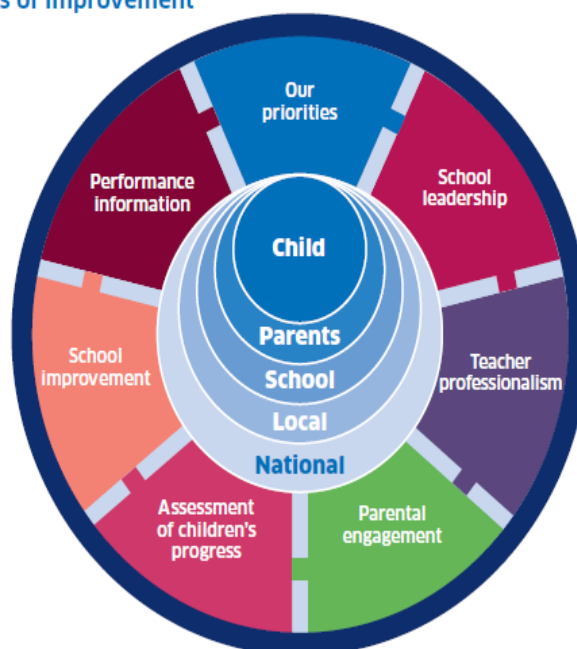 s of improvement
Our
priorities
School
leadership
Teacher
professionalism
Parental
engagement
Assessment
of children's
progress
School
improvement
Performance
information
Child
Parents
School
Local
National